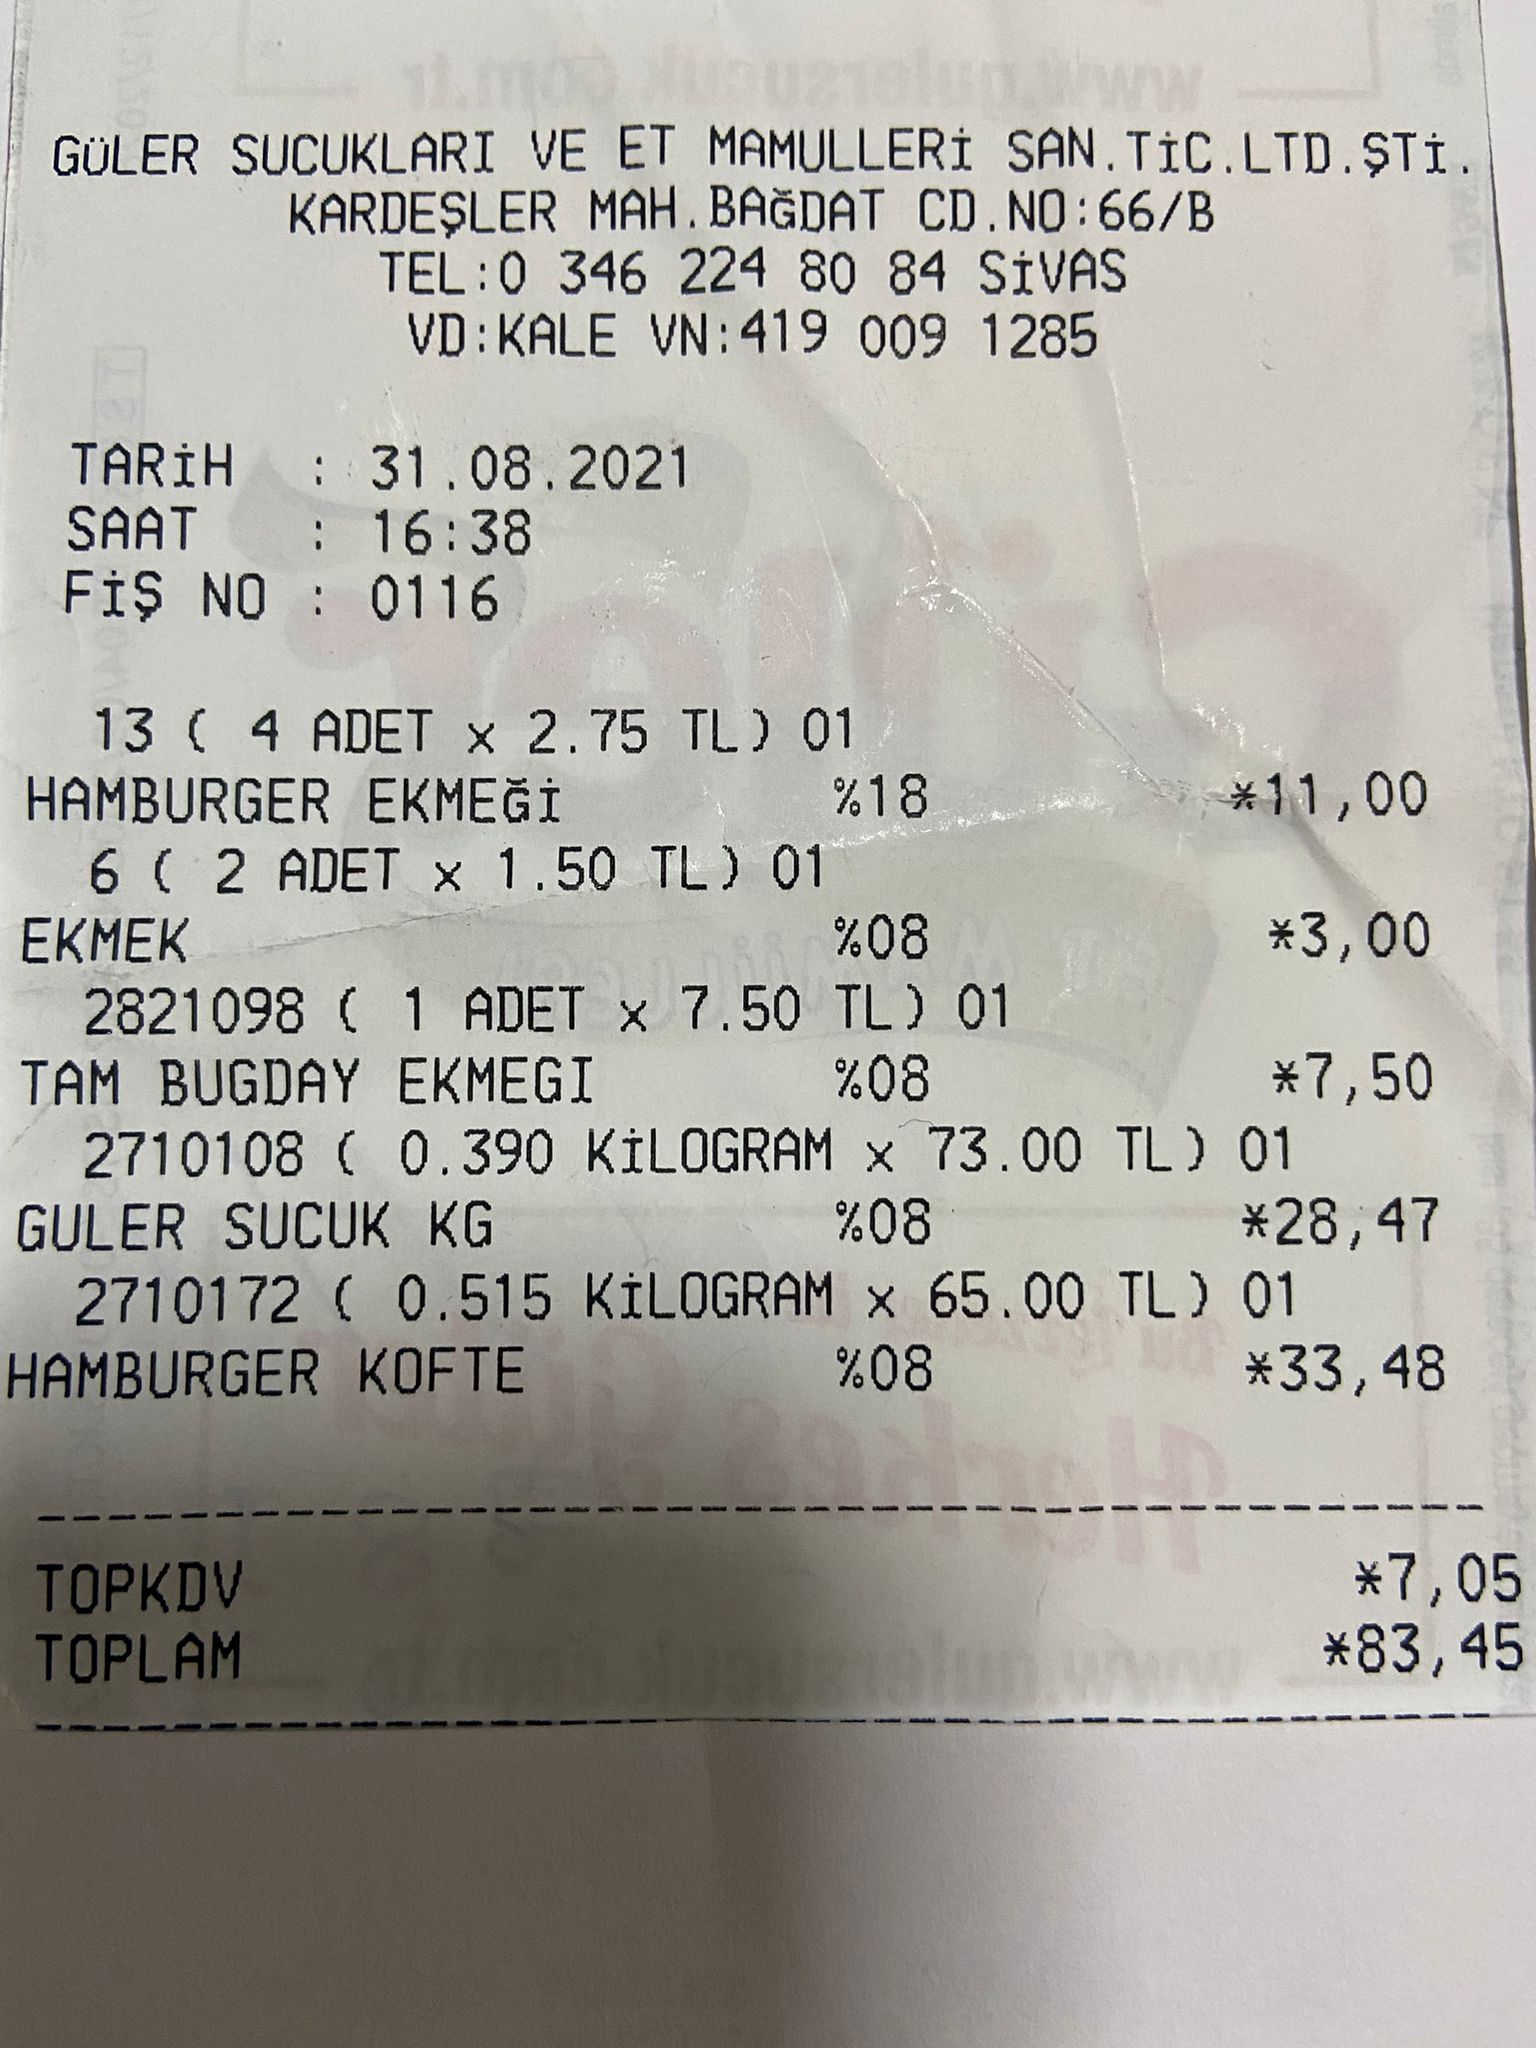 GÜLER SUCUKLARI VE ET MAMULLERİ SAN.TİC.LTD.ŞTİ.
KARDEŞLER MAH.BAĞDAT CD.NO:66/B
TEL:0 346 224 80 84 SİVAS
VD:KALE VN:419 009 1285
TARİH : 31.08.2021
SAAT : 16:38
FİŞ NO : 0116
13 ( 4 ADET x 2.75 TL) 01
HAMBURGER EKMEĞİ %18 *11,00
6 ( 2 ADET x 1.50 TL) 01
EKMEK %08 *3,00
2821098 ( 1 ADET x 7.50 TL) 01
TAM BUGDAY EKMEGI %08 *7,50
2710108 ( 0.390 KİLOGRAM x 73.00 TL) 01
GULER SUCUK KG %08 *28,47
2710172 ( 0.515 KİLOGRAM x 65.00 TL) 01
HAMBURGER KOFTE %08 *33,48
TOPKDV *7,05
TOPLAM *83,45